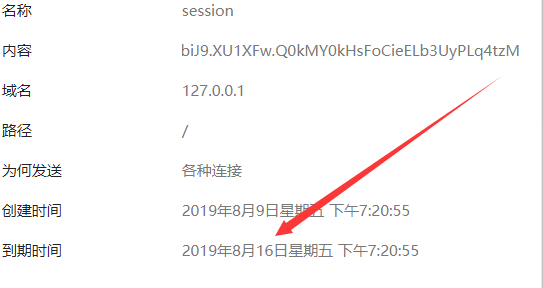 名称 session
内容 biJ9.XU1XFw.Q0kMY0kHsFoCieELb3UyPLq4tzM
域名 127.0.0.1
路径 /
为何发送 各种连接
创建时间 2019年8月9日星期五 下午7:20:55
到期时间 2019年8月16日星期五 下午7:20:55